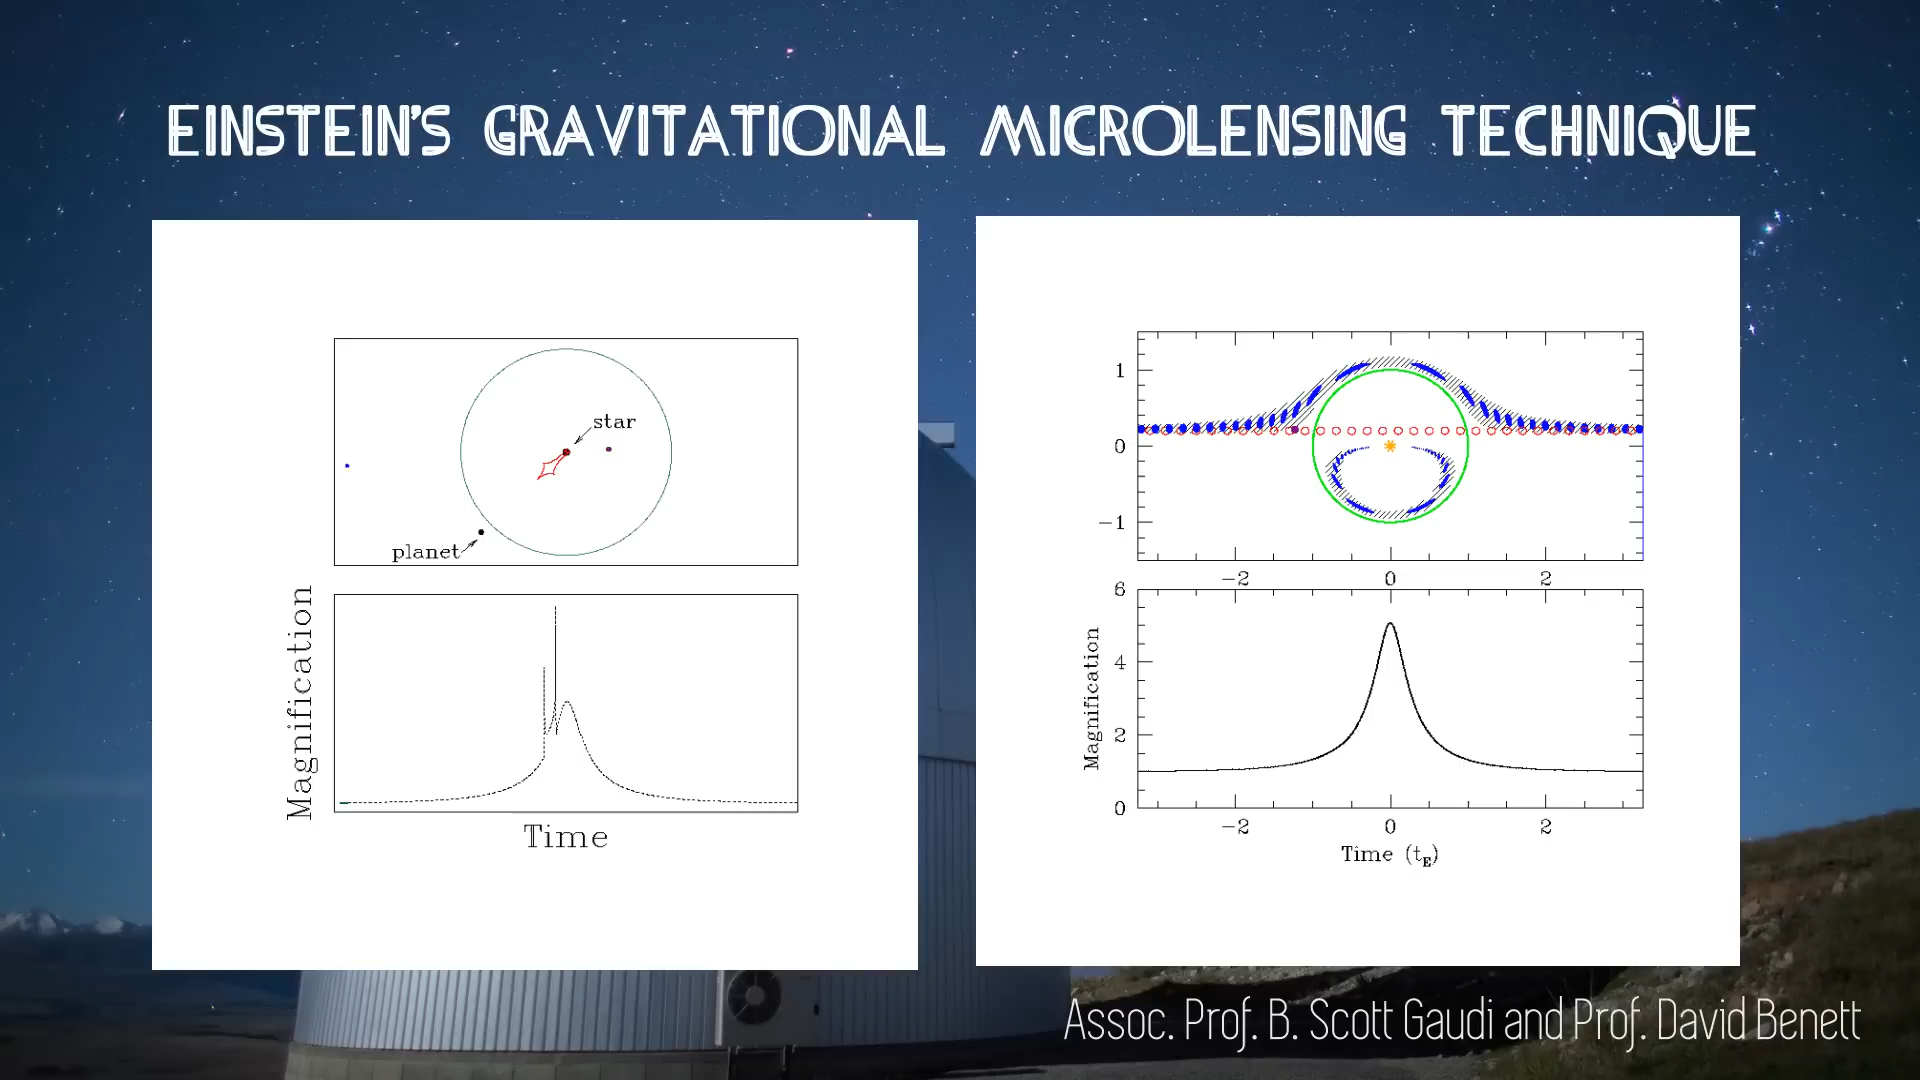 EINSTEIN'S GRAVITATIONAL MICROLENSING TECHNIQUE
star
planet
Magnification
Time
1
0
−1
−2 0 2
6
4
2
0
Magnification
−2 0 2
Time (tE)
Assoc. Prof. B. Scott Gaudi and Prof. David Benett